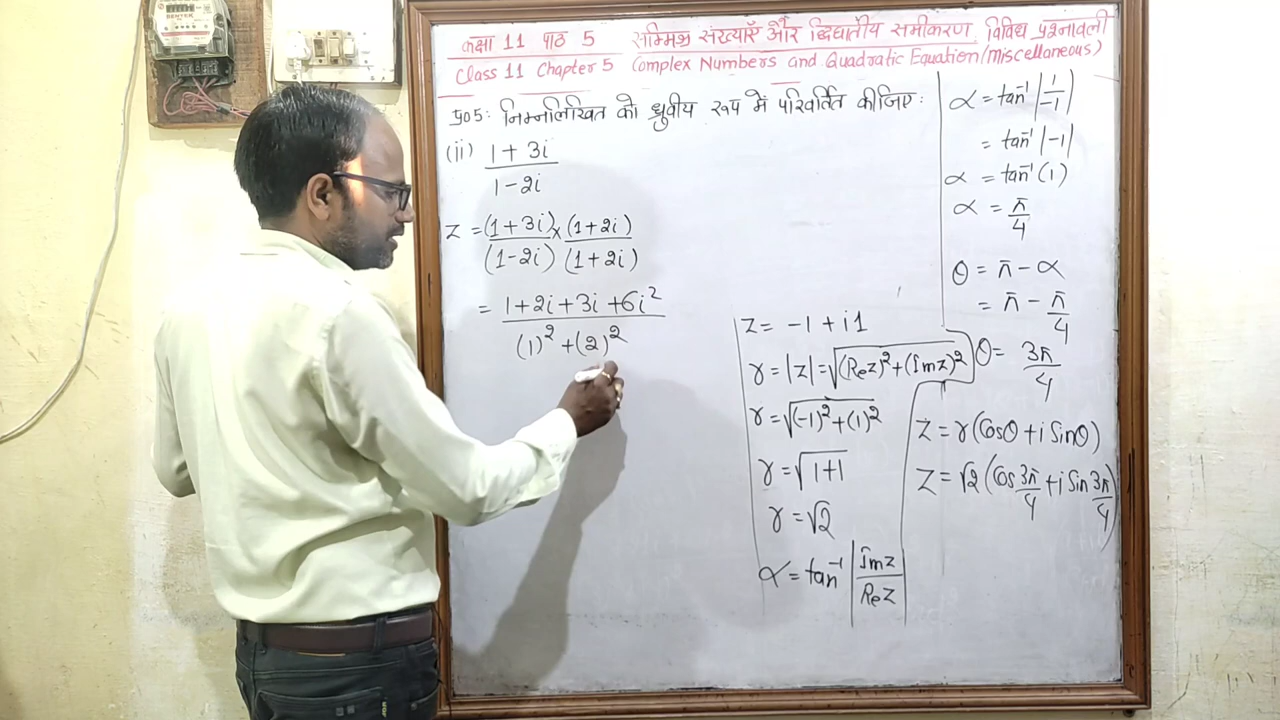 कक्षा 11 पाठ 5 सम्मिश्र संख्याएँ और द्विघातीय समीकरण विविध प्रश्नावली
Class 11 Chapter 5 Complex Numbers and Quadratic Equation (Miscellaneous)
प्र05: निम्नलिखित को ध्रुवीय रूप में परिवर्तित कीजिए:
(ii) 1 + 3i / 1 - 2i
z = (1 + 3i) / (1 - 2i) × (1 + 2i) / (1 + 2i)
= 1 + 2i + 3i + 6i² / (1)² + (2)²
z = -1 + i1
r = |z| = √(Re z)² + (Im z)²
r = √(-1)² + (1)²
r = √1+1
r = √2
α = tan⁻¹ |Im z / Re z|
α = tan⁻¹ |1 / -1|
= tan⁻¹ |-1|
α = tan⁻¹ (1)
α = π/4
θ = π - α
= π - π/4
θ = 3π/4
z = r (Cosθ + i Sinθ)
z = √2 (Cos 3π/4 + i Sin 3π/4)